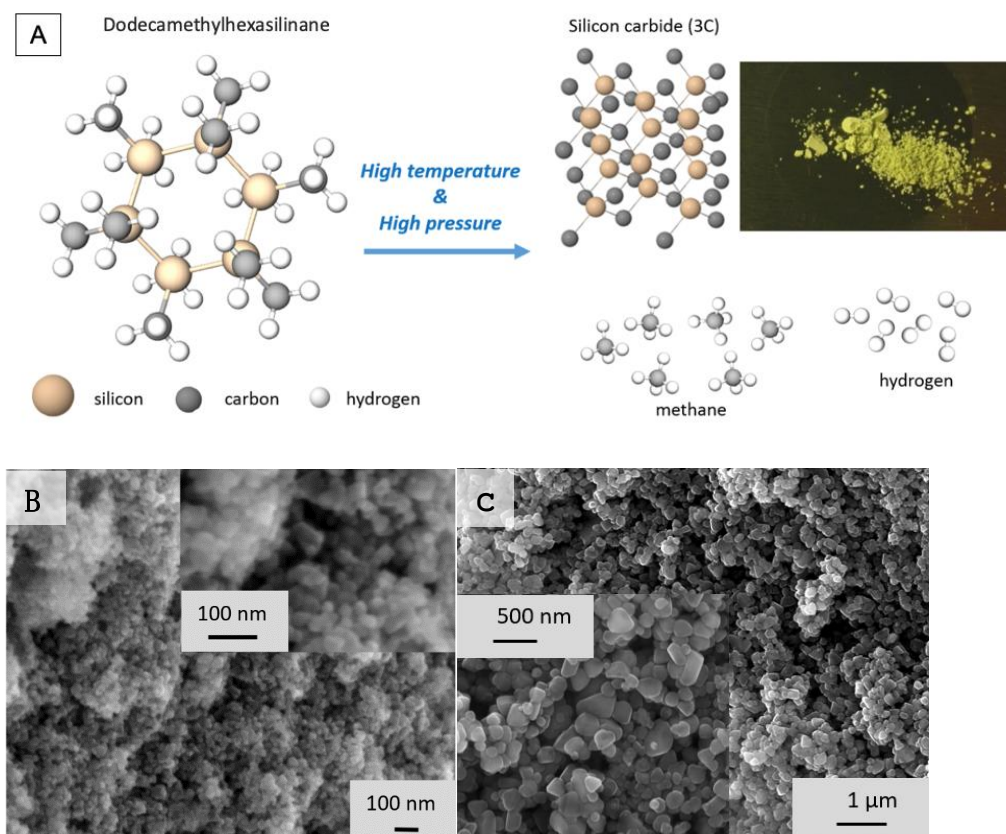 A
Dodecamethylhexasilinane
Silicon carbide (3C)
High temperature
&
High pressure
silicon
carbon
hydrogen
methane
hydrogen
B
100 nm
100 nm
C
500 nm
1 μm